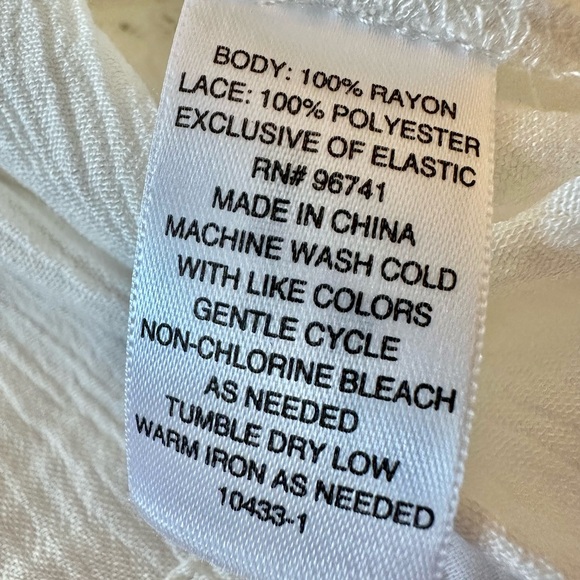 BODY: 100% RAYON
LACE: 100% POLYESTER
EXCLUSIVE OF ELASTIC
RN# 96741
MADE IN CHINA
MACHINE WASH COLD
WITH LIKE COLORS
GENTLE CYCLE
NON-CHLORINE BLEACH
AS NEEDED
TUMBLE DRY LOW
WARM IRON AS NEEDED
10433-1